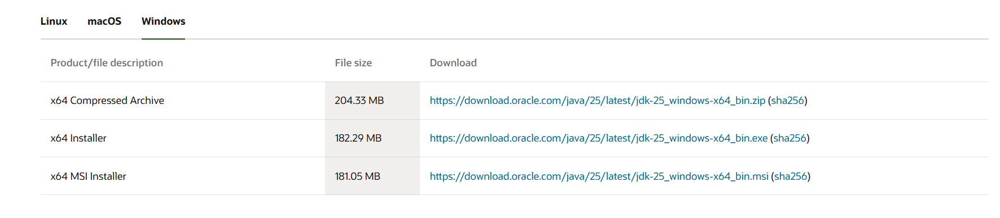 Linux macOS Windows
Product/file description File size Download
x64 Compressed Archive 204.33 MB https://download.oracle.com/java/25/latest/jdk-25_windows-x64_bin.zip (sha256)
x64 Installer 182.29 MB https://download.oracle.com/java/25/latest/jdk-25_windows-x64_bin.exe (sha256)
x64 MSI Installer 181.05 MB https://download.oracle.com/java/25/latest/jdk-25_windows-x64_bin.msi (sha256)